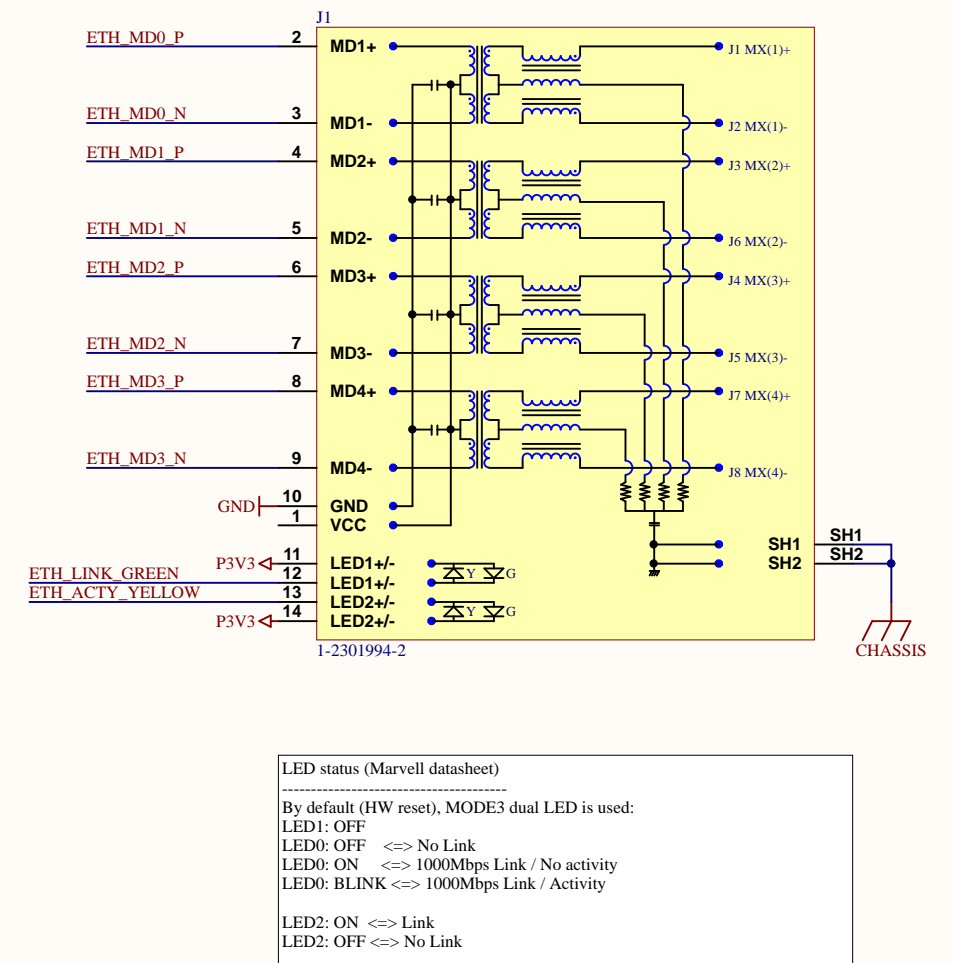 J1
ETH_MD0_P 2 MD1+ J1 MX(1)+
ETH_MD0_N 3 MD1- J2 MX(1)-
ETH_MD1_P 4 MD2+ J3 MX(2)+
ETH_MD1_N 5 MD2- J6 MX(2)-
ETH_MD2_P 6 MD3+ J4 MX(3)+
ETH_MD2_N 7 MD3- J5 MX(3)-
ETH_MD3_P 8 MD4+ J7 MX(4)+
ETH_MD3_N 9 MD4- J8 MX(4)-
GND 10 GND
1 VCC
SH1 SH1
SH2 SH2
P3V3 11 LED1+/-
ETH_LINK_GREEN 12 LED1+/- Y G
ETH_ACTY_YELLOW 13 LED2+/-
P3V3 14 LED2+/- Y G
1-2301994-2
CHASSIS
LED status (Marvell datasheet)
---------------------------------------
By default (HW reset), MODE3 dual LED is used:
LED1: OFF
LED0: OFF <=> No Link
LED0: ON <=> 1000Mbps Link / No activity
LED0: BLINK <=> 1000Mbps Link / Activity
LED2: ON <=> Link
LED2: OFF <=> No Link